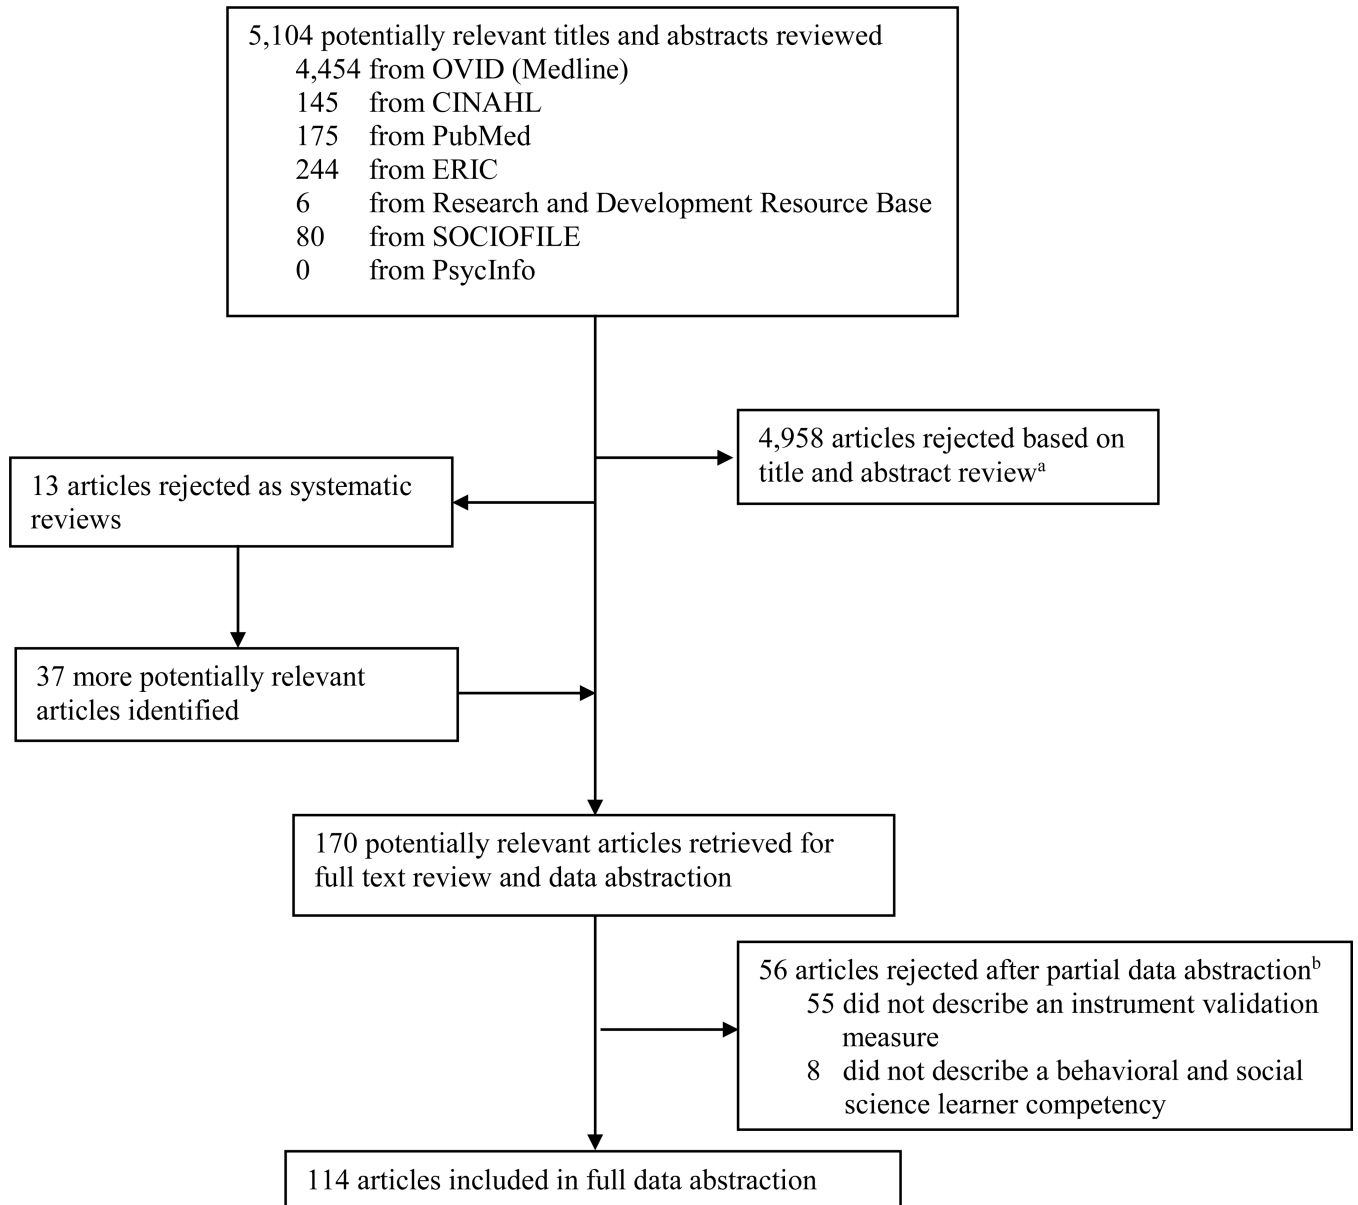 5,104 potentially relevant titles and abstracts reviewed
4,454 from OVID (Medline)
145 from CINAHL
175 from PubMed
244 from ERIC
6 from Research and Development Resource Base
80 from SOCIOFILE
0 from PsycInfo
4,958 articles rejected based on
title and abstract reviewᵃ
13 articles rejected as systematic
reviews
37 more potentially relevant
articles identified
170 potentially relevant articles retrieved for
full text review and data abstraction
56 articles rejected after partial data abstractionᵇ
55 did not describe an instrument validation
measure
8 did not describe a behavioral and social
science learner competency
114 articles included in full data abstraction